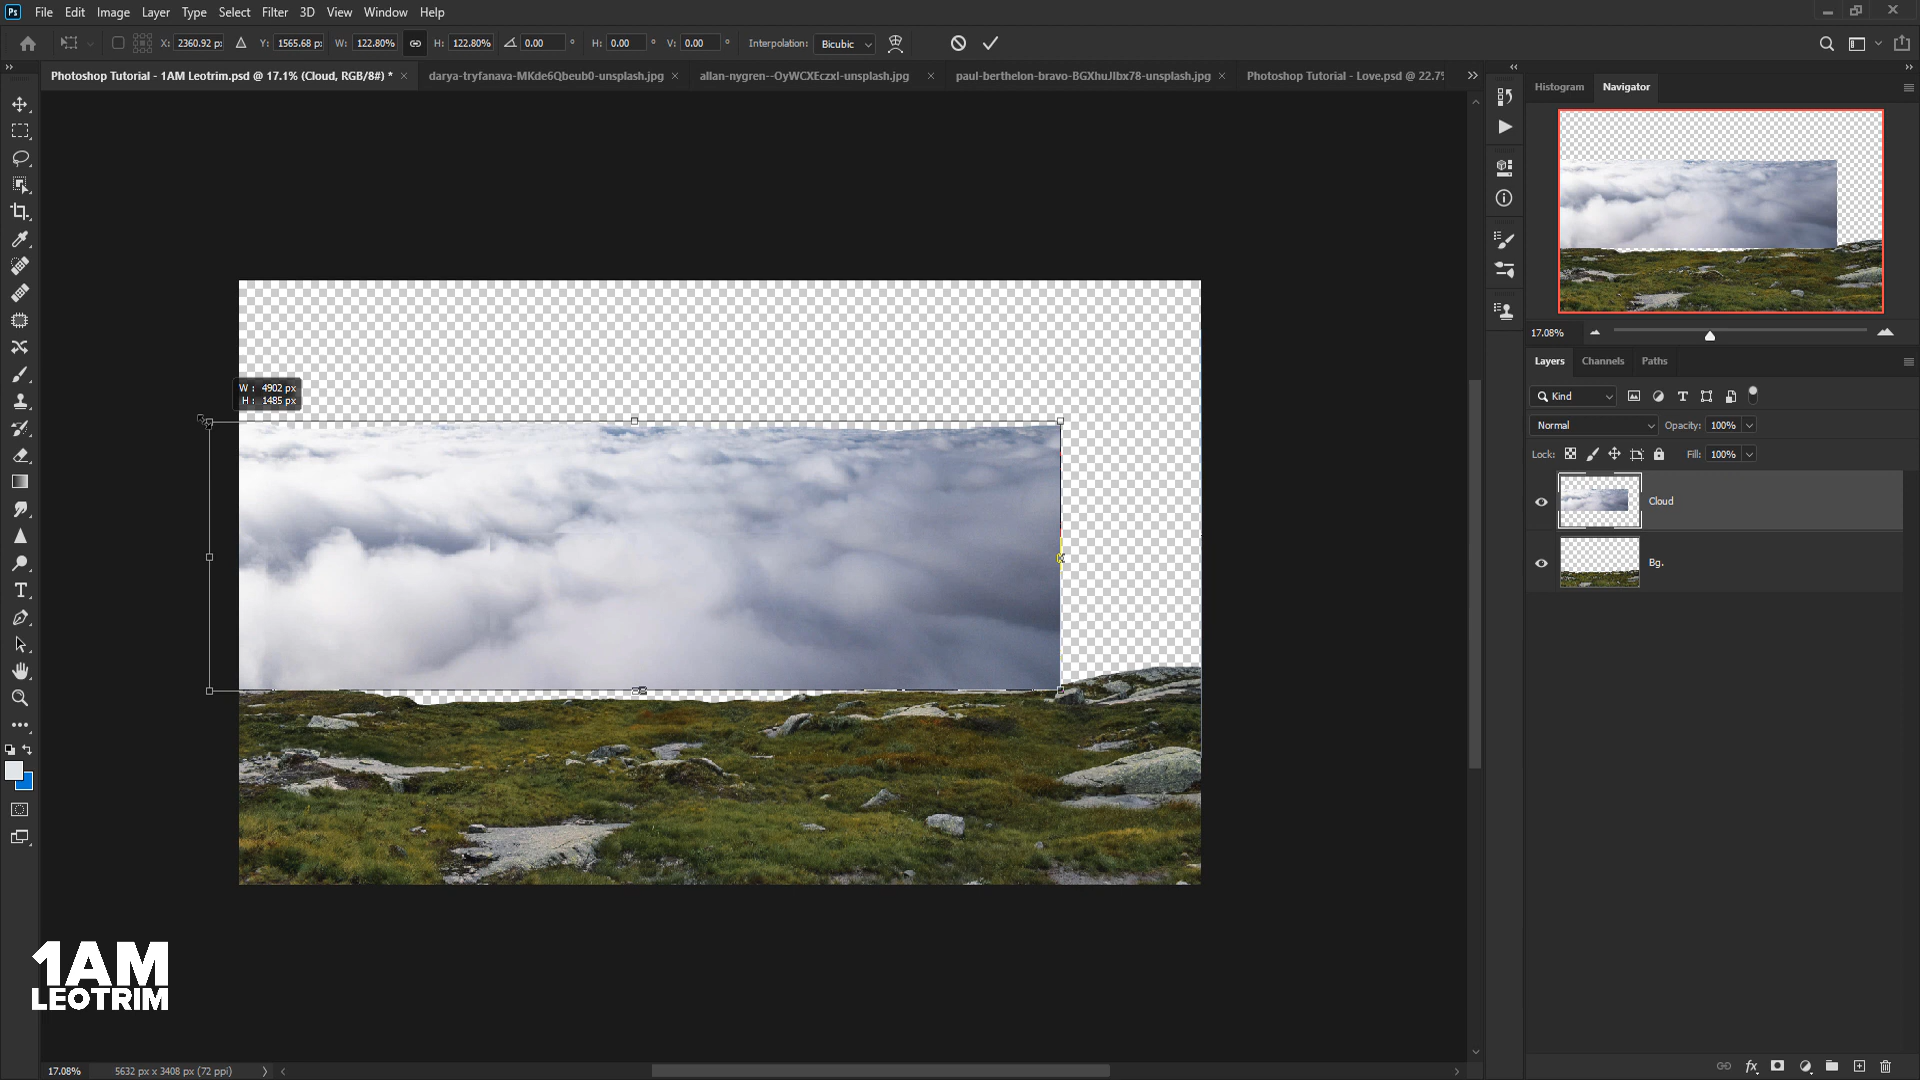 Ps File Edit Image Layer Type Select Filter 3D View Window Help
X: 2360.92 p: Y: 1565.68 p: W: 122.80% H: 122.80% 0.00 ° H: 0.00 ° V: 0.00 ° Interpolation: Bicubic
Photoshop Tutorial - 1AM Leotrim.psd @ 17.1% (Cloud, RGB/8#) * darya-tryfanava-MKde6Qbeub0-unsplash.jpg allan-nygren--OyWCXEczxI-unsplash.jpg paul-berthelon-bravo-BGXhuJIbx78-unsplash.jpg Photoshop Tutorial - Love.psd @ 22.7%
Histogram Navigator
17.08%
Layers Channels Paths
Kind
Normal Opacity: 100%
Lock: Fill: 100%
Cloud
Bg.
W : 4902 px
H : 1485 px
1AM
LEOTRIM
17.08% 5632 px x 3408 px (72 ppi)